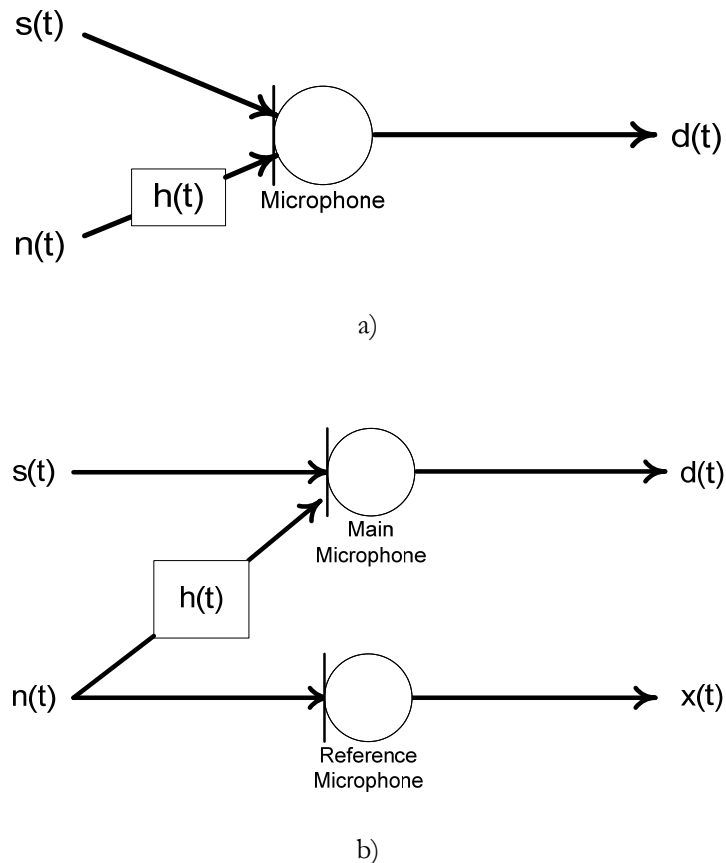 s(t)
h(t)
n(t)
Microphone
d(t)
a)
s(t)
d(t)
Main
Microphone
h(t)
n(t)
x(t)
Reference
Microphone
b)